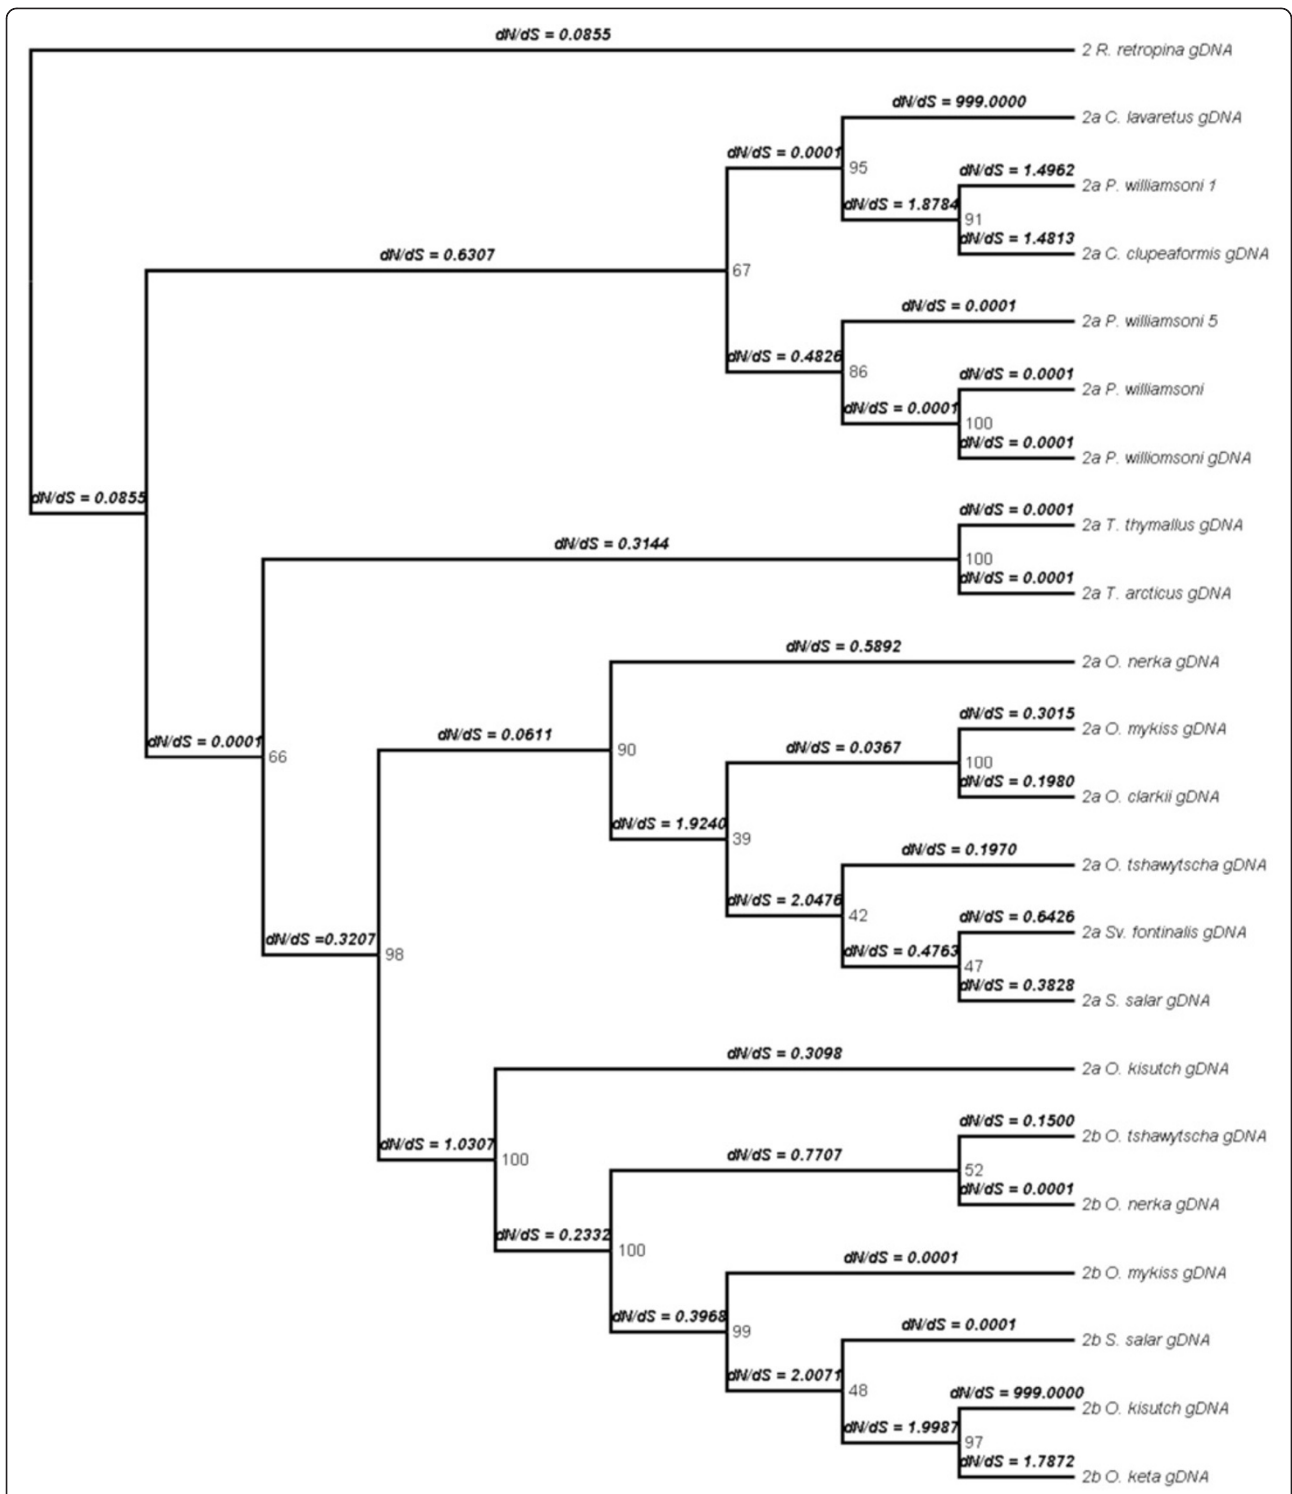 dN/dS = 0.0855
2 R. retropina gDNA
dN/dS = 999.0000
2a C. lavaretus gDNA
dN/dS = 0.0001
95
dN/dS = 1.4962
2a P. williamsoni 1
dN/dS = 1.8784
91
dN/dS = 1.4813
2a C. clupeaformis gDNA
dN/dS = 0.6307
67
dN/dS = 0.0001
2a P. williamsoni 5
dN/dS = 0.4826
86
dN/dS = 0.0001
2a P. williamsoni
dN/dS = 0.0001
100
dN/dS = 0.0001
2a P. williomsoni gDNA
dN/dS = 0.0855
dN/dS = 0.0001
2a T. thymallus gDNA
dN/dS = 0.3144
100
dN/dS = 0.0001
2a T. arcticus gDNA
dN/dS = 0.5892
2a O. nerka gDNA
dN/dS = 0.0001
66
dN/dS = 0.0611
90
dN/dS = 0.3015
2a O. mykiss gDNA
dN/dS = 0.0367
100
dN/dS = 0.1980
2a O. clarkii gDNA
dN/dS = 1.9240
39
dN/dS = 0.1970
2a O. tshawytscha gDNA
dN/dS = 2.0476
42
dN/dS = 0.6426
2a Sv. fontinalis gDNA
dN/dS =0.3207
98
dN/dS = 0.4763
47
dN/dS = 0.3828
2a S. salar gDNA
dN/dS = 0.3098
2a O. kisutch gDNA
dN/dS = 1.0307
100
dN/dS = 0.1500
2b O. tshawytscha gDNA
dN/dS = 0.7707
52
dN/dS = 0.0001
2b O. nerka gDNA
dN/dS = 0.2332
100
dN/dS = 0.0001
2b O. mykiss gDNA
dN/dS = 0.3968
99
dN/dS = 0.0001
2b S. salar gDNA
dN/dS = 2.0071
48
dN/dS = 999.0000
2b O. kisutch gDNA
dN/dS = 1.9987
97
dN/dS = 1.7872
2b O. keta gDNA